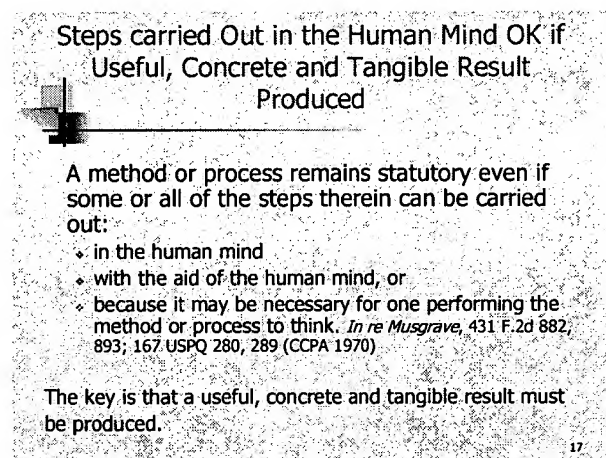 Steps carried Out in the Human Mind OK if
Useful, Concrete and Tangible Result
Produced
A method or process remains statutory even if
some or all of the steps therein can be carried
out:
in the human mind
with the aid of the human mind, or
because it may be necessary for one performing the
method or process to think. In re Musgrave, 431 F.2d 882,
893; 167 USPQ 280, 289 (CCPA 1970)
The key is that a useful, concrete and tangible result must
be produced.
17